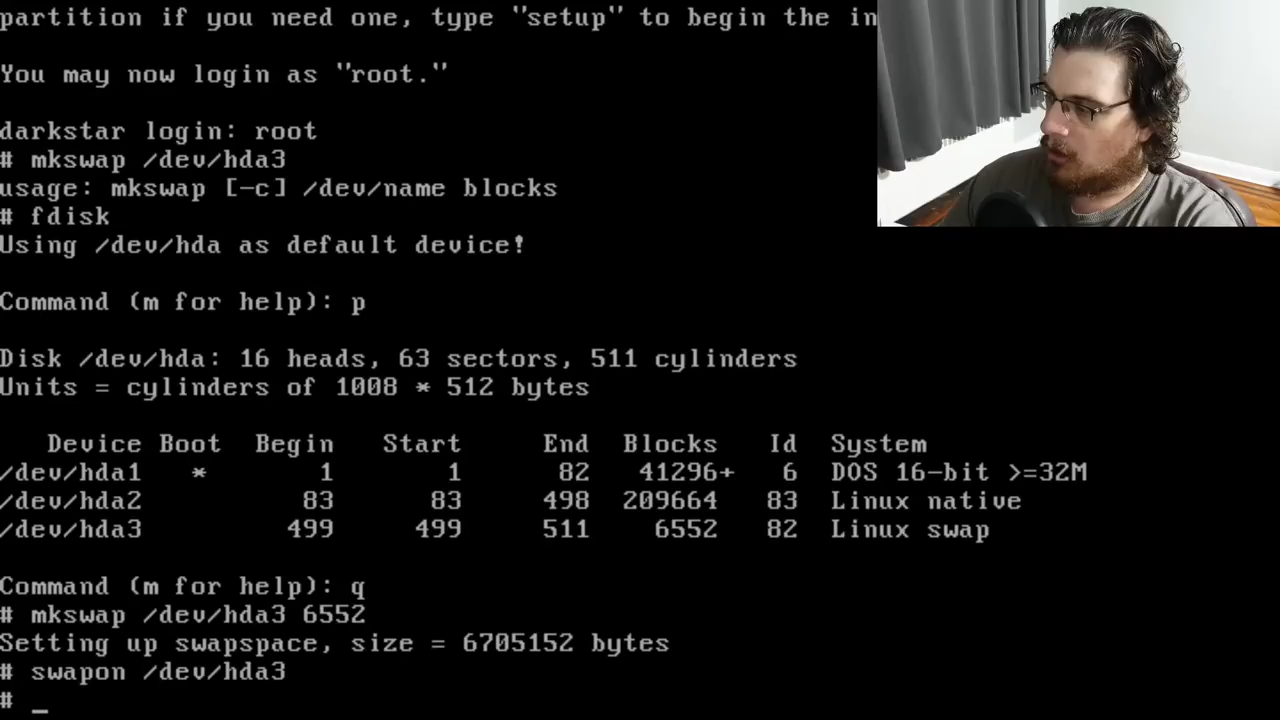 partition if you need one, type "setup" to begin the in
You may now login as "root."
darkstar login: root
# mkswap /dev/hda3
usage: mkswap [-c] /dev/name blocks
# fdisk
Using /dev/hda as default device!
Command (m for help): p
Disk /dev/hda: 16 heads, 63 sectors, 511 cylinders
Units = cylinders of 1008 * 512 bytes
Device Boot Begin Start End Blocks Id System
/dev/hda1 * 1 1 82 41296+ 6 DOS 16-bit >=32M
/dev/hda2 83 83 498 209664 83 Linux native
/dev/hda3 499 499 511 6552 82 Linux swap
Command (m for help): q
# mkswap /dev/hda3 6552
Setting up swapspace, size = 6705152 bytes
# swapon /dev/hda3
# _